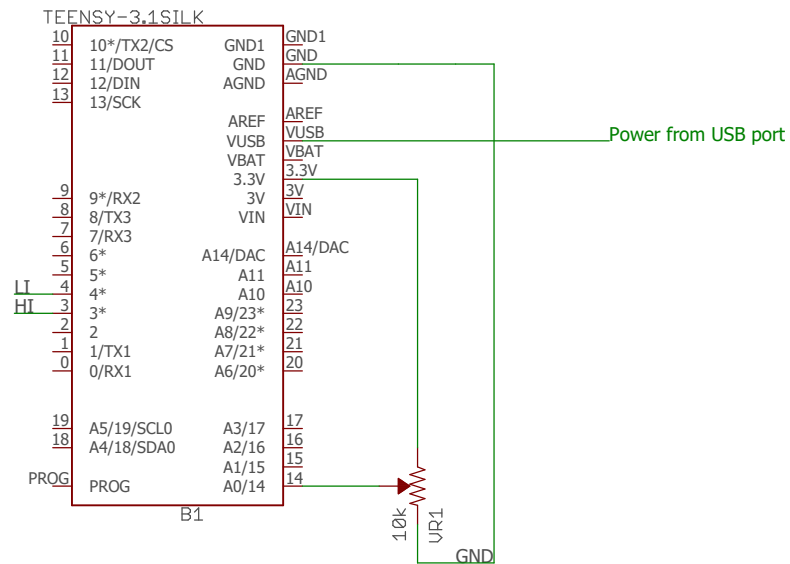 TEENSY-3.1SILK
10 10*/TX2/CS GND1 GND1
11 11/DOUT GND GND
12 12/DIN AGND AGND
13 13/SCK
AREF AREF
VUSB VUSB Power from USB port
VBAT VBAT
3.3V 3.3V
9 9*/RX2 3V 3V
8 8/TX3 VIN VIN
7 7/RX3
6 6* A14/DAC A14/DAC
5 5* A11 A11
LI 4 4* A10 A10
HI 3 3* A9/23* 23
2 2 A8/22* 22
1 1/TX1 A7/21* 21
0 0/RX1 A6/20* 20
19 A5/19/SCL0 A3/17 17
18 A4/18/SDA0 A2/16 16
A1/15 15
PROG PROG A0/14 14
B1
10k
VR1
GND